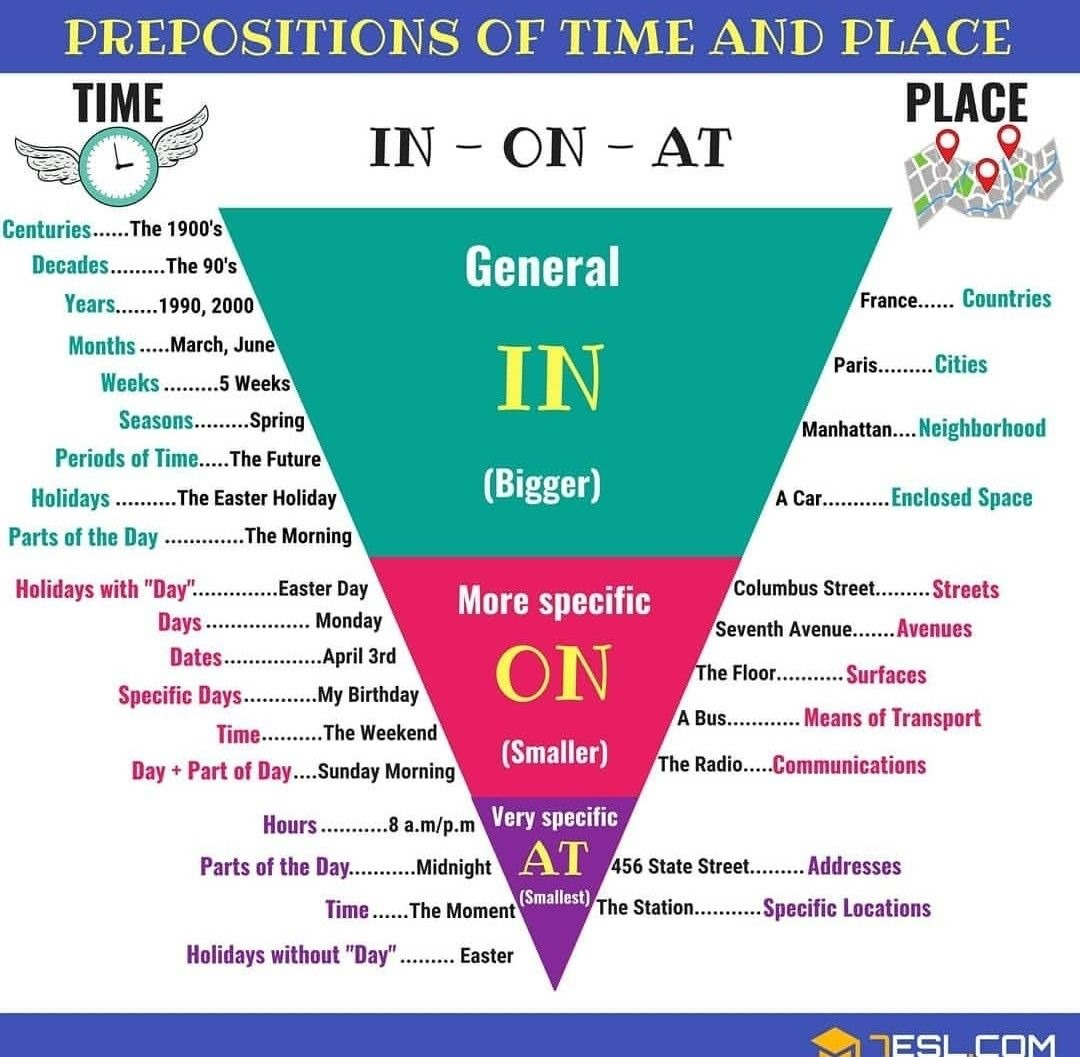 PREPOSITIONS OF TIME AND PLACE
TIME
PLACE
IN - ON - AT
Centuries......The 1900's
Decades.........The 90's
Years.......1990, 2000
Months .....March, June
Weeks .........5 Weeks
Seasons.........Spring
Periods of Time.....The Future
Holidays ..........The Easter Holiday
Parts of the Day .............The Morning
General
IN
(Bigger)
France...... Countries
Paris.........Cities
Manhattan....Neighborhood
A Car...........Enclosed Space
Holidays with "Day"..............Easter Day
Days ................. Monday
Dates................April 3rd
Specific Days............My Birthday
Time..........The Weekend
Day + Part of Day....Sunday Morning
More specific
ON
(Smaller)
Columbus Street.........Streets
Seventh Avenue.......Avenues
The Floor........... Surfaces
A Bus............ Means of Transport
The Radio.....Communications
Hours ...........8 a.m/p.m
Parts of the Day...........Midnight
Time ......The Moment
Holidays without "Day" ......... Easter
Very specific
AT
(Smallest)
456 State Street......... Addresses
The Station...........Specific Locations
7ESL.COM